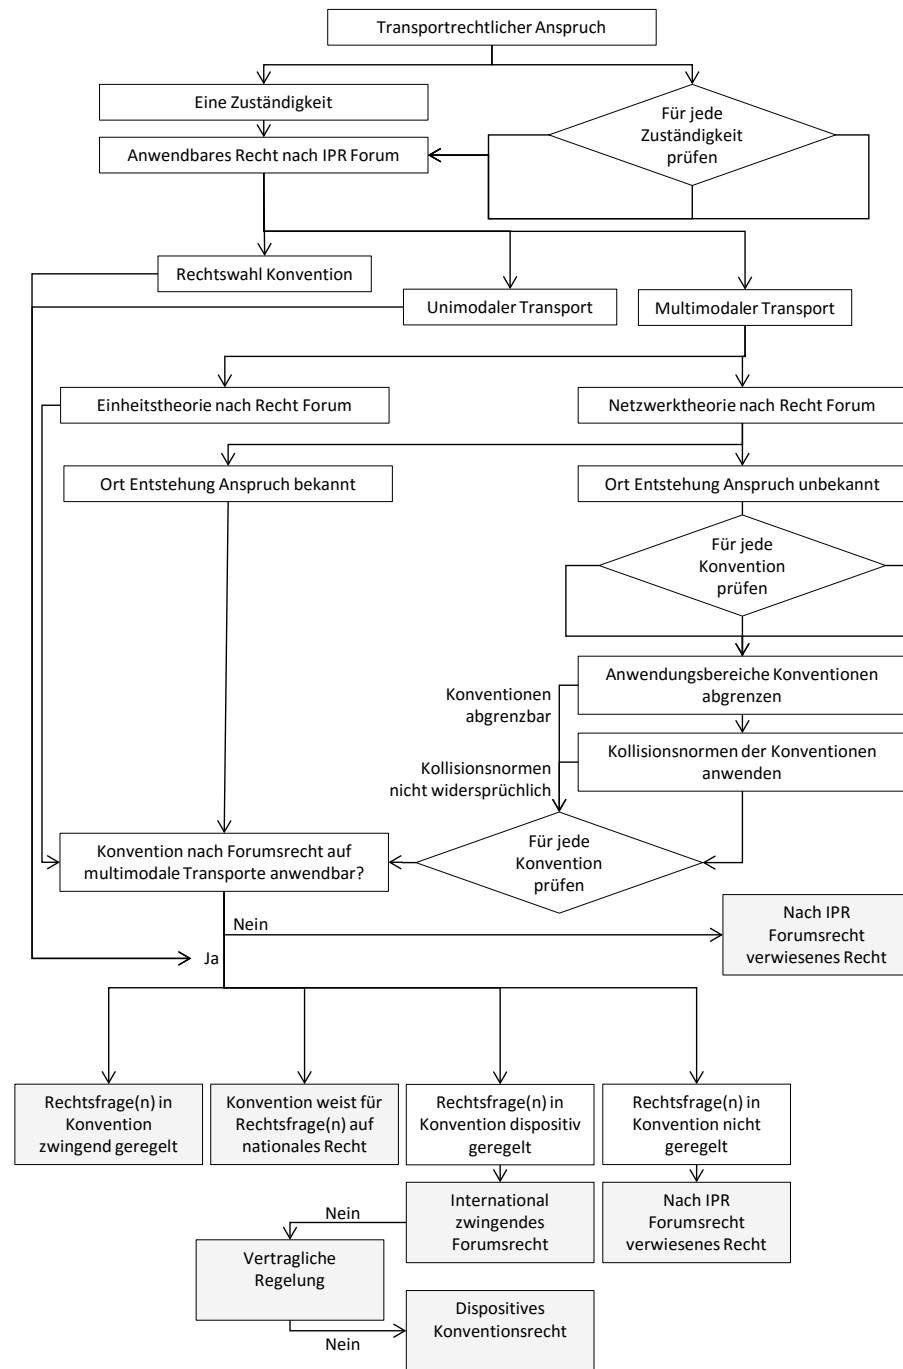 Transportrechtlicher Anspruch
Eine Zuständigkeit
Für jede
Zuständigkeit
prüfen
Anwendbares Recht nach IPR Forum
Rechtswahl Konvention
Unimodaler Transport
Multimodaler Transport
Einheitstheorie nach Recht Forum
Netzwerktheorie nach Recht Forum
Ort Entstehung Anspruch bekannt
Ort Entstehung Anspruch unbekannt
Für jede
Konvention
prüfen
Anwendungsbereiche Konventionen
abgrenzen
Konventionen
abgrenzbar
Kollisionsnormen der Konventionen
anwenden
Kollisionsnormen
nicht widersprüchlich
Für jede
Konvention
prüfen
Konvention nach Forumsrecht auf
multimodale Transporte anwendbar?
Nein
Nach IPR
Forumsrecht
verwiesenes Recht
Ja
Rechtsfrage(n) in
Konvention
zwingend geregelt
Konvention weist für
Rechtsfrage(n) auf
nationales Recht
Rechtsfrage(n) in
Konvention dispositiv
geregelt
Rechtsfrage(n) in
Konvention nicht
geregelt
International
zwingendes
Forumsrecht
Nach IPR
Forumsrecht
verwiesenes Recht
Nein
Vertragliche
Regelung
Nein
Dispositives
Konventionsrecht